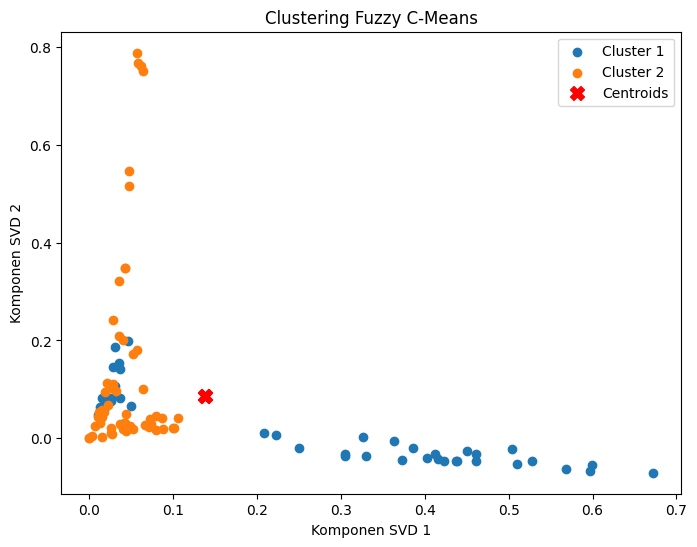 Clustering Fuzzy C-Means
Cluster 1
Cluster 2
Centroids
Komponen SVD 2
0.8
0.6
0.4
0.2
0.0
0.0 0.1 0.2 0.3 0.4 0.5 0.6 0.7
Komponen SVD 1